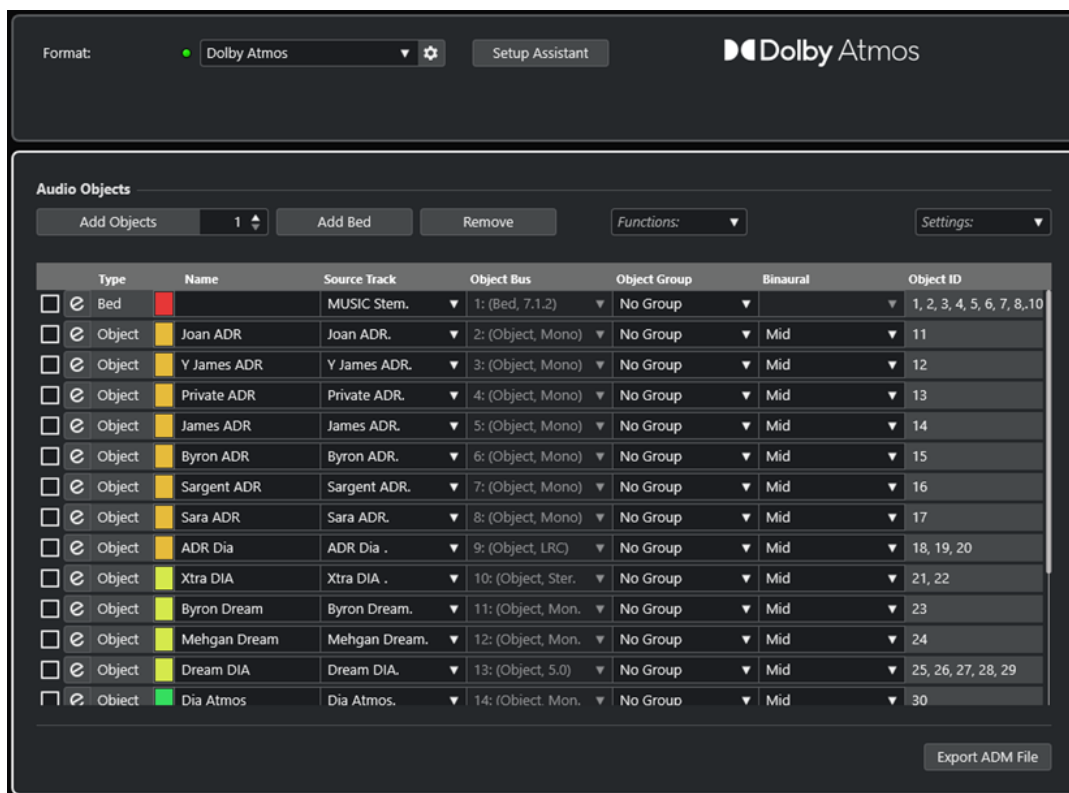 Format: Dolby Atmos Setup Assistant Dolby Atmos
Audio Objects
Add Objects 1 Add Bed Remove Functions: Settings:
Type Name Source Track Object Bus Object Group Binaural Object ID
Bed MUSIC Stem. 1: (Bed, 7.1.2) No Group 1, 2, 3, 4, 5, 6, 7, 8,.10
Object Joan ADR Joan ADR. 2: (Object, Mono) No Group Mid 11
Object Y James ADR Y James ADR. 3: (Object, Mono) No Group Mid 12
Object Private ADR Private ADR. 4: (Object, Mono) No Group Mid 13
Object James ADR James ADR. 5: (Object, Mono) No Group Mid 14
Object Byron ADR Byron ADR. 6: (Object, Mono) No Group Mid 15
Object Sargent ADR Sargent ADR. 7: (Object, Mono) No Group Mid 16
Object Sara ADR Sara ADR. 8: (Object, Mono) No Group Mid 17
Object ADR Dia ADR Dia . 9: (Object, LRC) No Group Mid 18, 19, 20
Object Xtra DIA Xtra DIA . 10: (Object, Ster. No Group Mid 21, 22
Object Byron Dream Byron Dream. 11: (Object, Mon. No Group Mid 23
Object Mehgan Dream Mehgan Dream. 12: (Object, Mon. No Group Mid 24
Object Dream DIA Dream DIA. 13: (Object, 5.0) No Group Mid 25, 26, 27, 28, 29
Object Dia Atmos Dia Atmos. 14: (Object, Mon. No Group Mid 30
Export ADM File